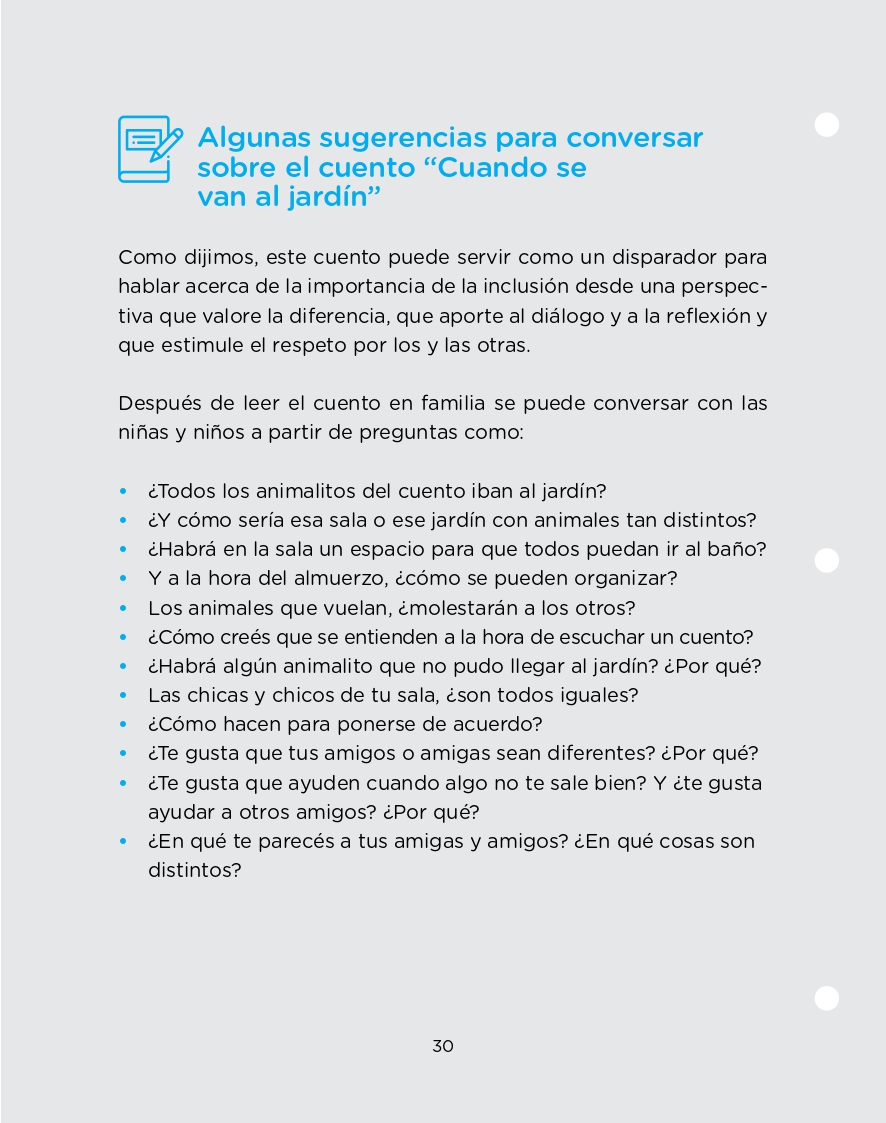 Algunas sugerencias para conversar
sobre el cuento “Cuando se
van al jardín”
Como dijimos, este cuento puede servir como un disparador para
hablar acerca de la importancia de la inclusión desde una perspec-
tiva que valore la diferencia, que aporte al diálogo y a la reflexión y
que estimule el respeto por los y las otras.
Después de leer el cuento en familia se puede conversar con las
niñas y niños a partir de preguntas como:
• ¿Todos los animalitos del cuento iban al jardín?
• ¿Y cómo sería esa sala o ese jardín con animales tan distintos?
• ¿Habrá en la sala un espacio para que todos puedan ir al baño?
• Y a la hora del almuerzo, ¿cómo se pueden organizar?
• Los animales que vuelan, ¿molestarán a los otros?
• ¿Cómo creés que se entienden a la hora de escuchar un cuento?
• ¿Habrá algún animalito que no pudo llegar al jardín? ¿Por qué?
• Las chicas y chicos de tu sala, ¿son todos iguales?
• ¿Cómo hacen para ponerse de acuerdo?
• ¿Te gusta que tus amigos o amigas sean diferentes? ¿Por qué?
• ¿Te gusta que ayuden cuando algo no te sale bien? Y ¿te gusta
ayudar a otros amigos? ¿Por qué?
• ¿En qué te parecés a tus amigas y amigos? ¿En qué cosas son
distintos?
30